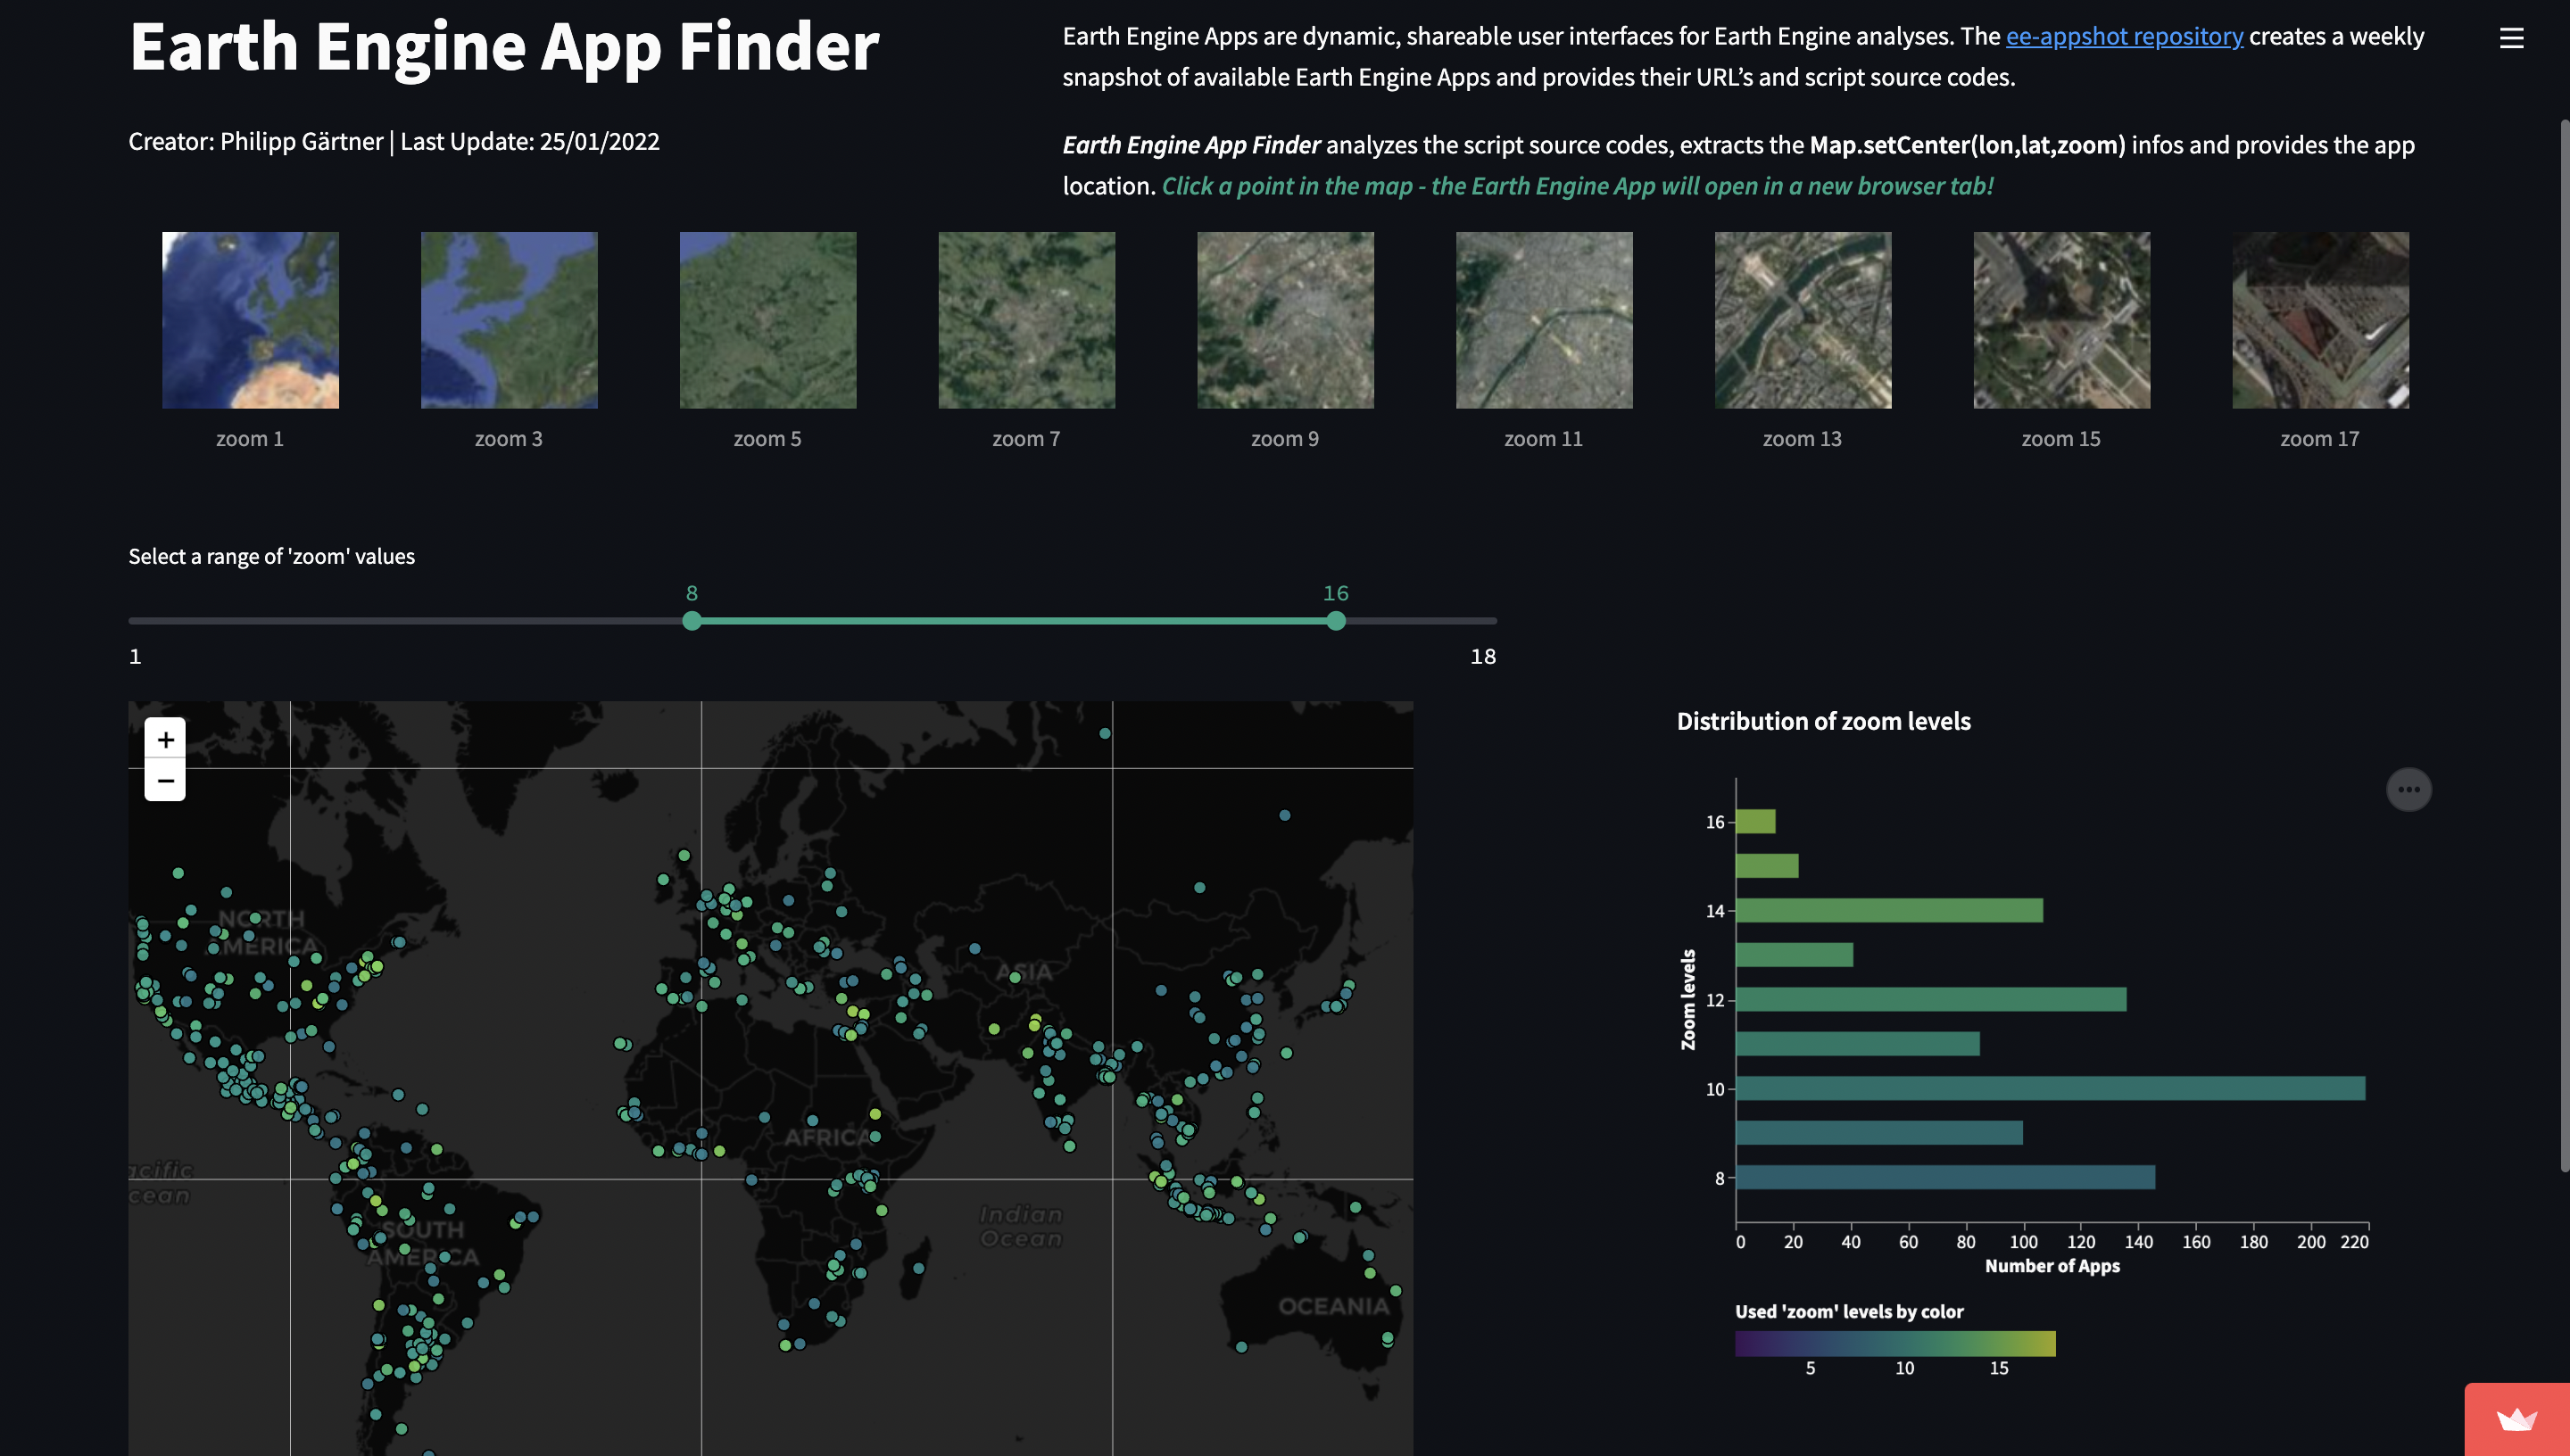 Earth Engine App Finder
Creator: Philipp Gärtner | Last Update: 25/01/2022
Earth Engine Apps are dynamic, shareable user interfaces for Earth Engine analyses. The ee-appshot repository creates a weekly
snapshot of available Earth Engine Apps and provides their URL’s and script source codes.
Earth Engine App Finder analyzes the script source codes, extracts the Map.setCenter(lon,lat,zoom) infos and provides the app
location. Click a point in the map - the Earth Engine App will open in a new browser tab!
zoom 1
zoom 3
zoom 5
zoom 7
zoom 9
zoom 11
zoom 13
zoom 15
zoom 17
Select a range of 'zoom' values
8
16
1
18
+
−
NORTH
AMERICA
ASIA
AFRICA
acific
cean
SOUTH
AMERICA
Indian
Ocean
OCEANIA
Distribution of zoom levels
16
14
12
10
8
Zoom levels
0 20 40 60 80 100 120 140 160 180 200 220
Number of Apps
Used 'zoom' levels by color
5 10 15